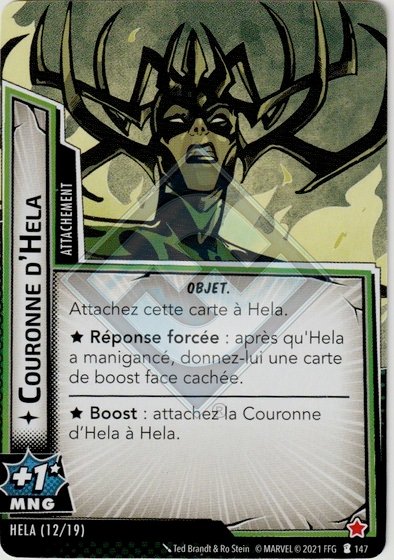 ✦ COURONNE D'HELA
ATTACHEMENT
OBJET.
Attachez cette carte à Hela.
★ Réponse forcée : après qu'Hela
a manigancé, donnez-lui une carte
de boost face cachée.
★ Boost : attachez la Couronne
d'Hela à Hela.
+1
MNG
HELA (12/19)
Ted Brandt & Ro Stein © MARVEL © 2021 FFG 147